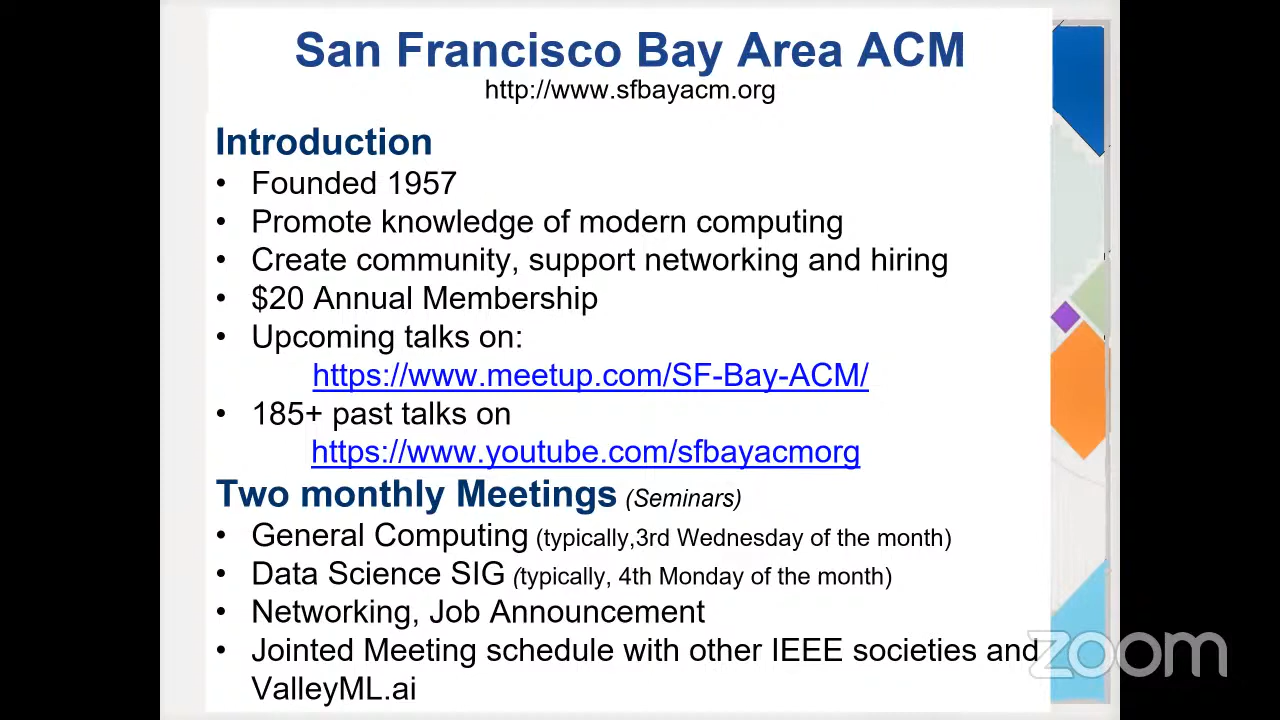 San Francisco Bay Area ACM
http://www.sfbayacm.org
Introduction
• Founded 1957
• Promote knowledge of modern computing
• Create community, support networking and hiring
• $20 Annual Membership
• Upcoming talks on:
https://www.meetup.com/SF-Bay-ACM/
• 185+ past talks on
https://www.youtube.com/sfbayacmorg
Two monthly Meetings (Seminars)
• General Computing (typically,3rd Wednesday of the month)
• Data Science SIG (typically, 4th Monday of the month)
• Networking, Job Announcement
• Jointed Meeting schedule with other IEEE societies and
ValleyML.ai
zoom